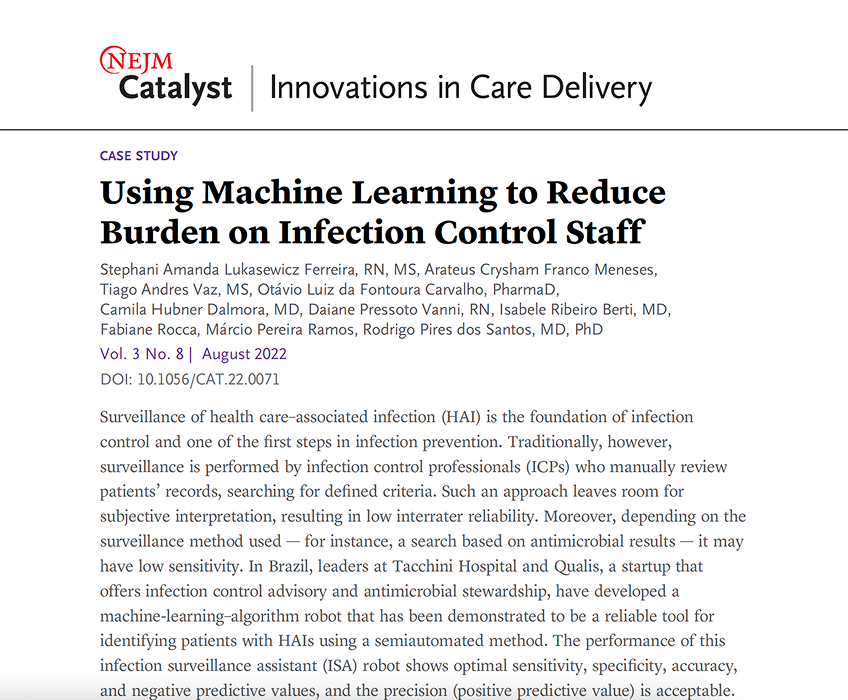 NEJM
Catalyst | Innovations in Care Delivery
CASE STUDY
Using Machine Learning to Reduce
Burden on Infection Control Staff
Stephani Amanda Lukasewicz Ferreira, RN, MS, Arateus Crysham Franco Meneses,
Tiago Andres Vaz, MS, Otávio Luiz da Fontoura Carvalho, PharmaD,
Camila Hubner Dalmora, MD, Daiane Pressoto Vanni, RN, Isabele Ribeiro Berti, MD,
Fabiane Rocca, Márcio Pereira Ramos, Rodrigo Pires dos Santos, MD, PhD
Vol. 3 No. 8 | August 2022
DOI: 10.1056/CAT.22.0071
Surveillance of health care–associated infection (HAI) is the foundation of infection
control and one of the first steps in infection prevention. Traditionally, however,
surveillance is performed by infection control professionals (ICPs) who manually review
patients’ records, searching for defined criteria. Such an approach leaves room for
subjective interpretation, resulting in low interrater reliability. Moreover, depending on the
surveillance method used — for instance, a search based on antimicrobial results — it may
have low sensitivity. In Brazil, leaders at Tacchini Hospital and Qualis, a startup that
offers infection control advisory and antimicrobial stewardship, have developed a
machine-learning–algorithm robot that has been demonstrated to be a reliable tool for
identifying patients with HAIs using a semiautomated method. The performance of this
infection surveillance assistant (ISA) robot shows optimal sensitivity, specificity, accuracy,
and negative predictive values, and the precision (positive predictive value) is acceptable.